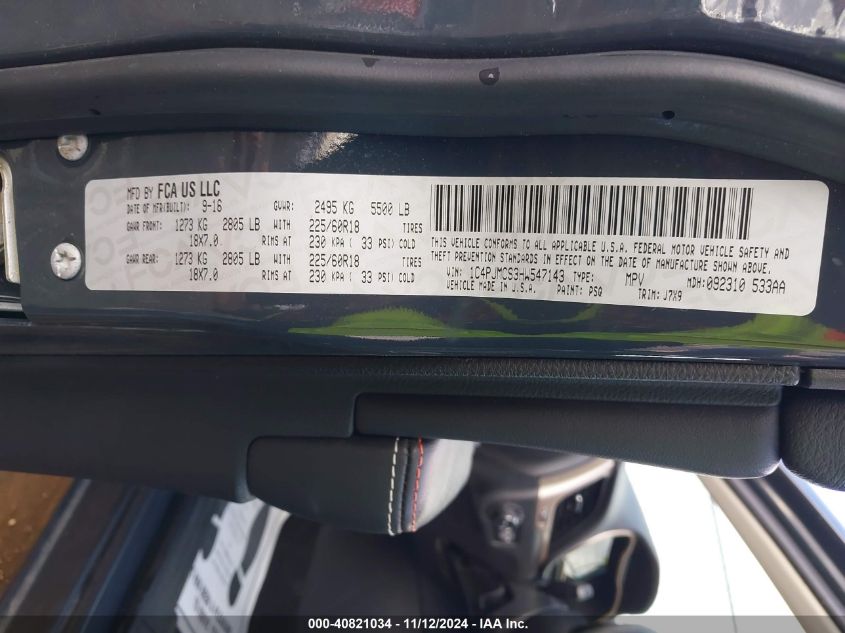 MFD BY FCA US LLC
DATE OF MFR(BUILT): 9-16 GVWR: 2495 KG 5500 LB
GAWR FRONT: 1273 KG 2805 LB WITH 225/60R18 TIRES
18X7.0 RIMS AT 230 KPA ( 33 PSI) COLD
GAWR REAR: 1273 KG 2805 LB WITH 225/60R18 TIRES
18X7.0 RIMS AT 230 KPA ( 33 PSI) COLD
THIS VEHICLE CONFORMS TO ALL APPLICABLE U.S.A. FEDERAL MOTOR VEHICLE SAFETY AND
THEFT PREVENTION STANDARDS IN EFFECT ON THE DATE OF MANUFACTURE SHOWN ABOVE.
VIN: 1C4PJMCS3HW547143 TYPE: MPV MDH:092310 533AA
VEHICLE MADE IN U.S.A. PAINT: PSQ TRIM: J7X9
000-40821034 - 11/12/2024 - IAA Inc.